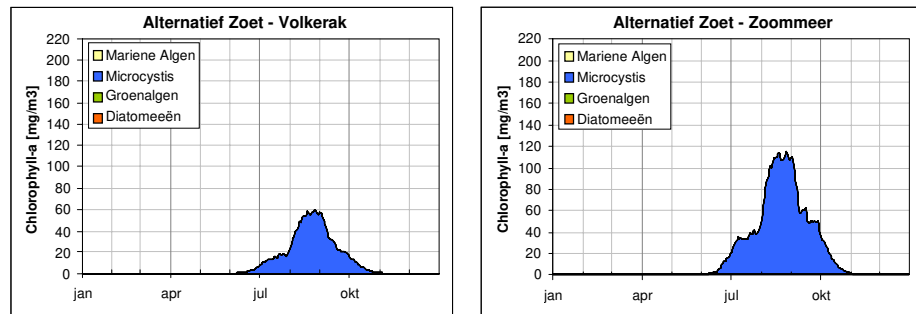 Alternatief Zoet - Volkerak
Chlorophyll-a [mg/m3]
220
200
180
160
140
120
100
80
60
40
20
0
Mariene Algen
Microcystis
Groenalgen
Diatomeeën
jan apr jul okt
Alternatief Zoet - Zoommeer
Chlorophyll-a [mg/m3]
220
200
180
160
140
120
100
80
60
40
20
0
Mariene Algen
Microcystis
Groenalgen
Diatomeeën
jan apr jul okt